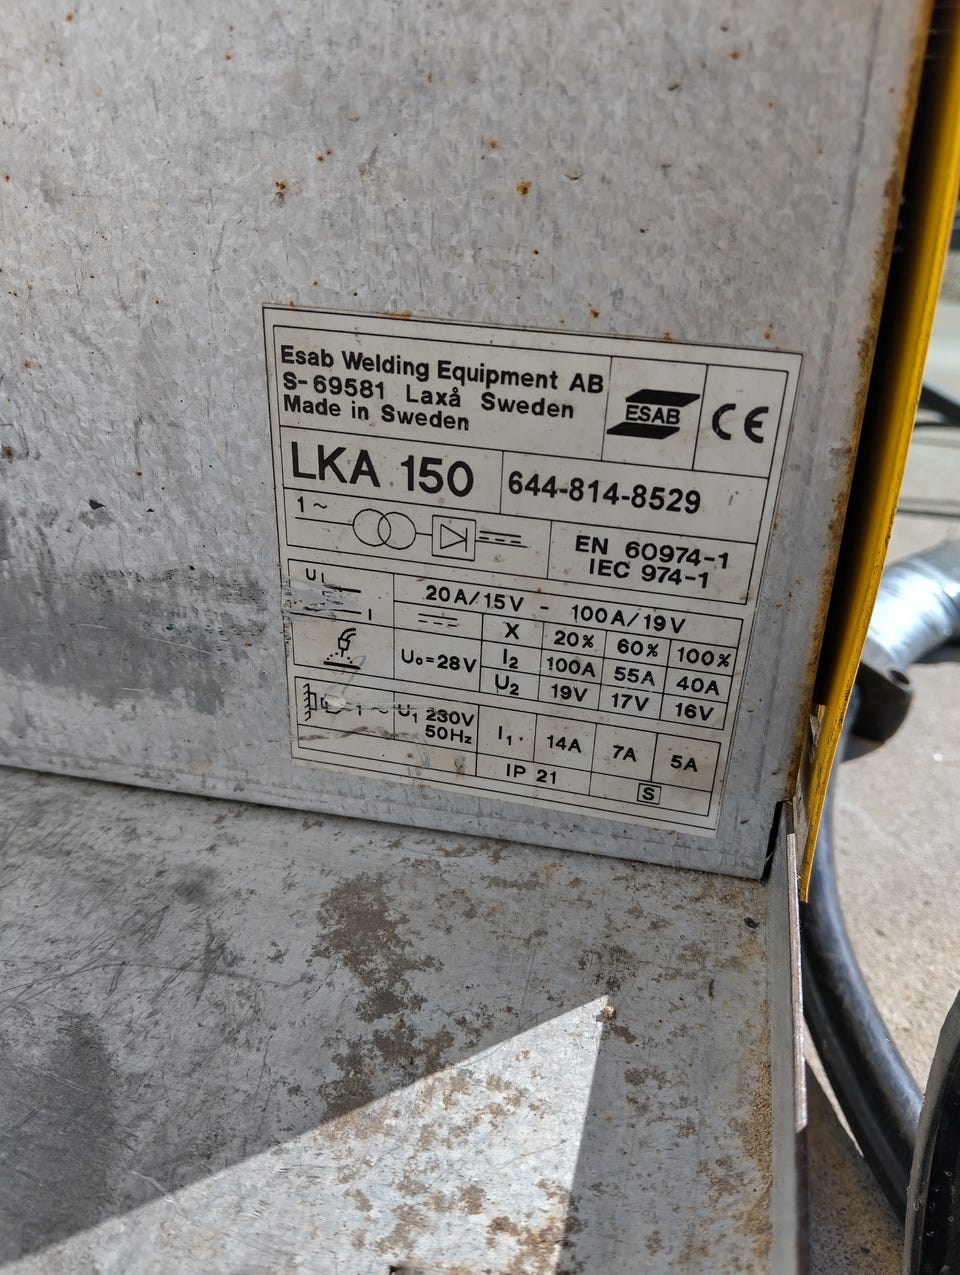 Esab Welding Equipment AB
S-69581 Laxå Sweden
Made in Sweden
ESAB
CE
LKA 150
644-814-8529
1 ~
EN 60974-1
IEC 974-1
U
I
20A/15V - 100A/19V
X 20% 60% 100%
U₀=28V
I₂ 100A 55A 40A
U₂ 19V 17V 16V
1 ~ U₁ 230V
50Hz
I₁ 14A 7A 5A
IP 21
S